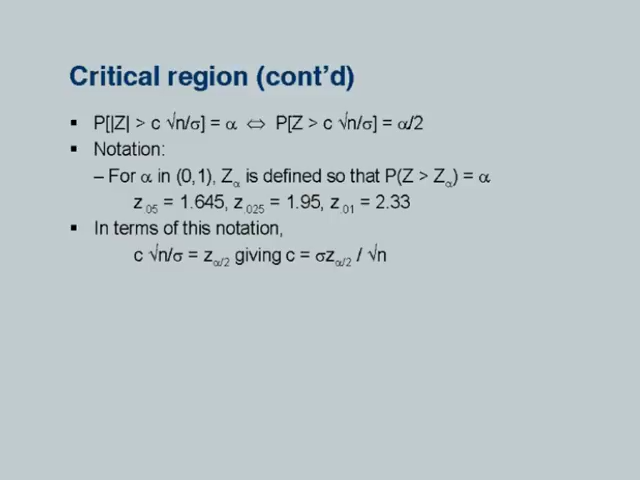 Critical region (cont'd)
▪ P[|Z| > c √n/σ] = α ⇔ P[Z > c √n/σ] = α/2
▪ Notation:
– For α in (0,1), Zα is defined so that P(Z > Zα) = α
z.05 = 1.645, z.025 = 1.95, z.01 = 2.33
▪ In terms of this notation,
c √n/σ = zα/2 giving c = σzα/2 / √n